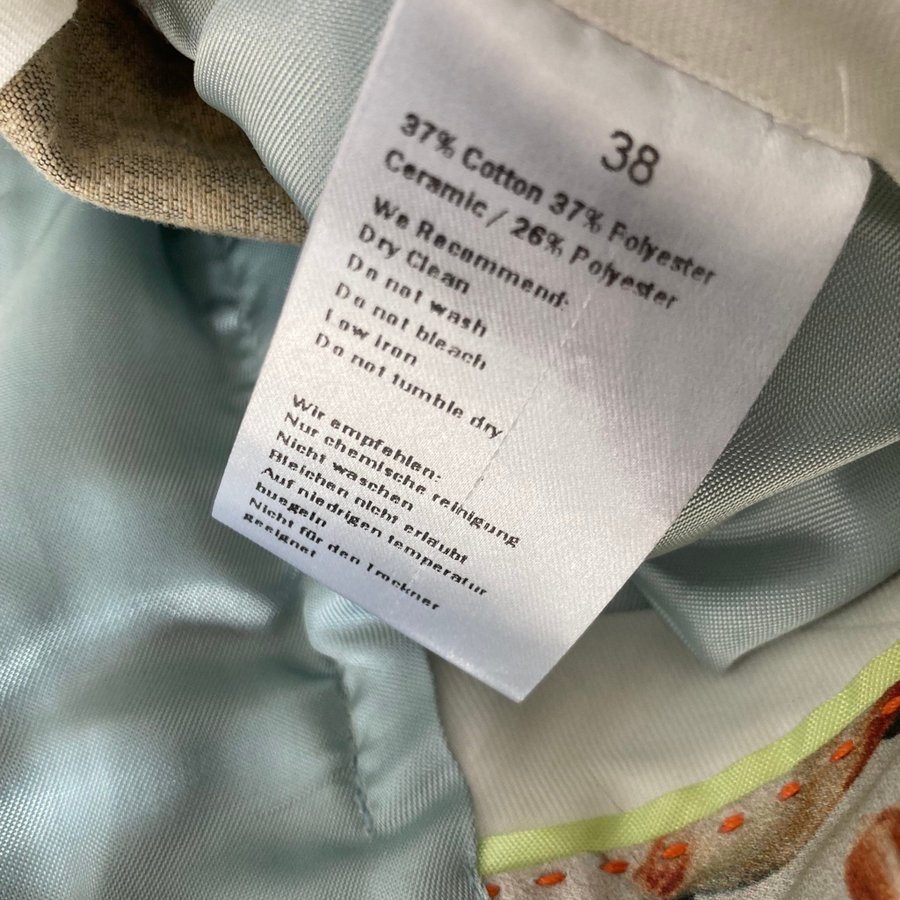 38
37% Cotton 37% Folyester
Ceramic / 26% Polyester
We Recommend:
Dry Clean
Do not wash
Do not bleach
Low iron
Do not tumble dry
Wir empfehlen:
Nur chemische reinigung
Nicht waschen
Bleichen nicht erlaubt
Auf niedrigen temperatur
buegeln
Nicht für den Trockner
geeignet